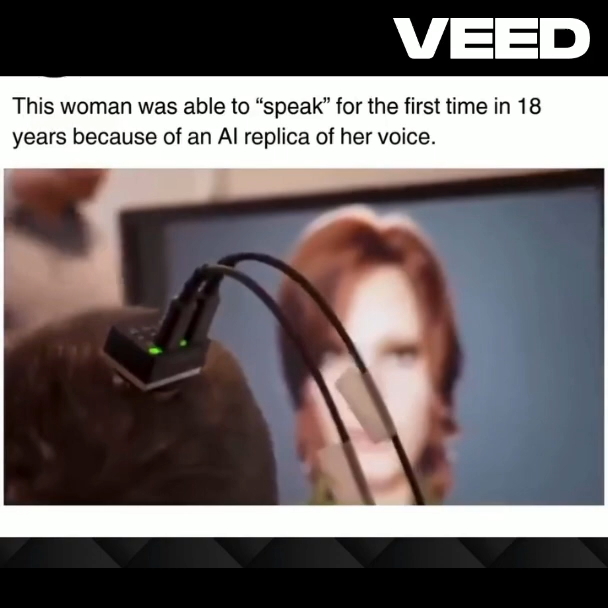 VEED
This woman was able to “speak” for the first time in 18
years because of an AI replica of her voice.